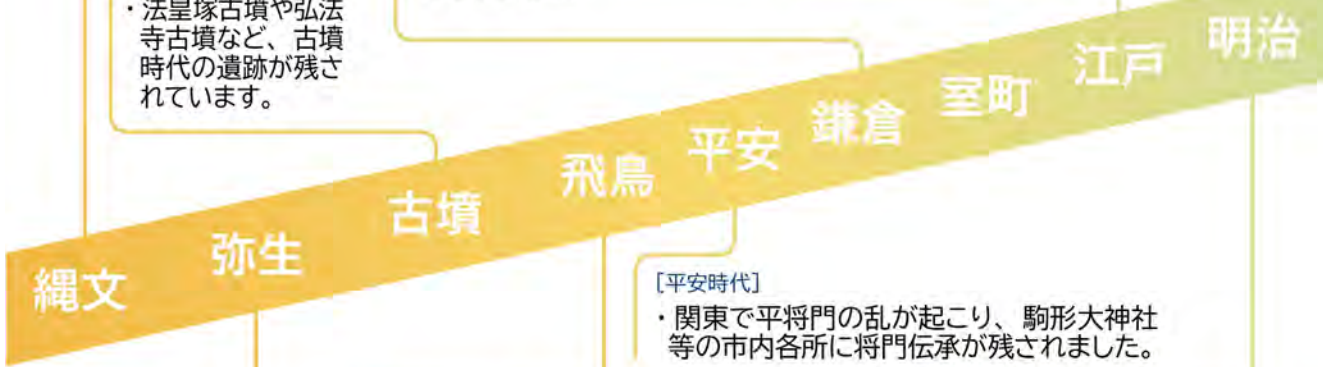 ・法皇塚古墳や弘法
寺古墳など、古墳
時代の遺跡が残さ
れています。
縄文
弥生
古墳
飛鳥
平安
鎌倉
室町
江戸
明治
［平安時代］
・関東で平将門の乱が起こり、駒形大神社
等の市内各所に将門伝承が残されました。